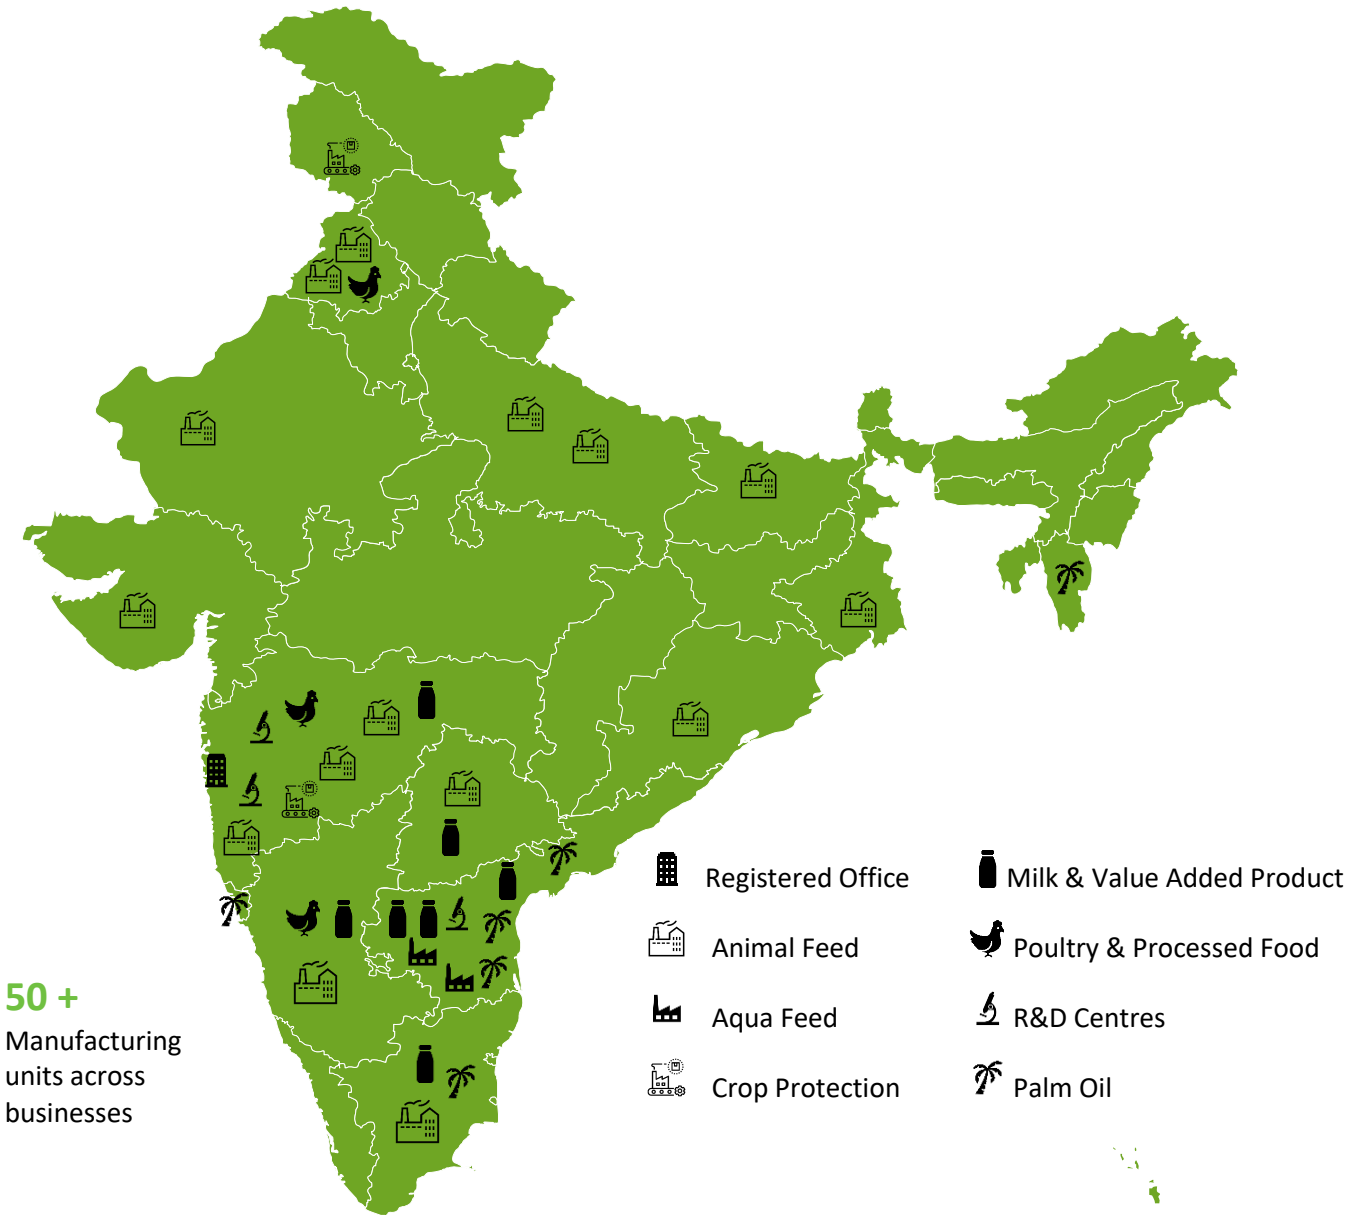 Registered Office
Milk & Value Added Product
Animal Feed
Poultry & Processed Food
Aqua Feed
R&D Centres
Crop Protection
Palm Oil
50 +
Manufacturing
units across
businesses